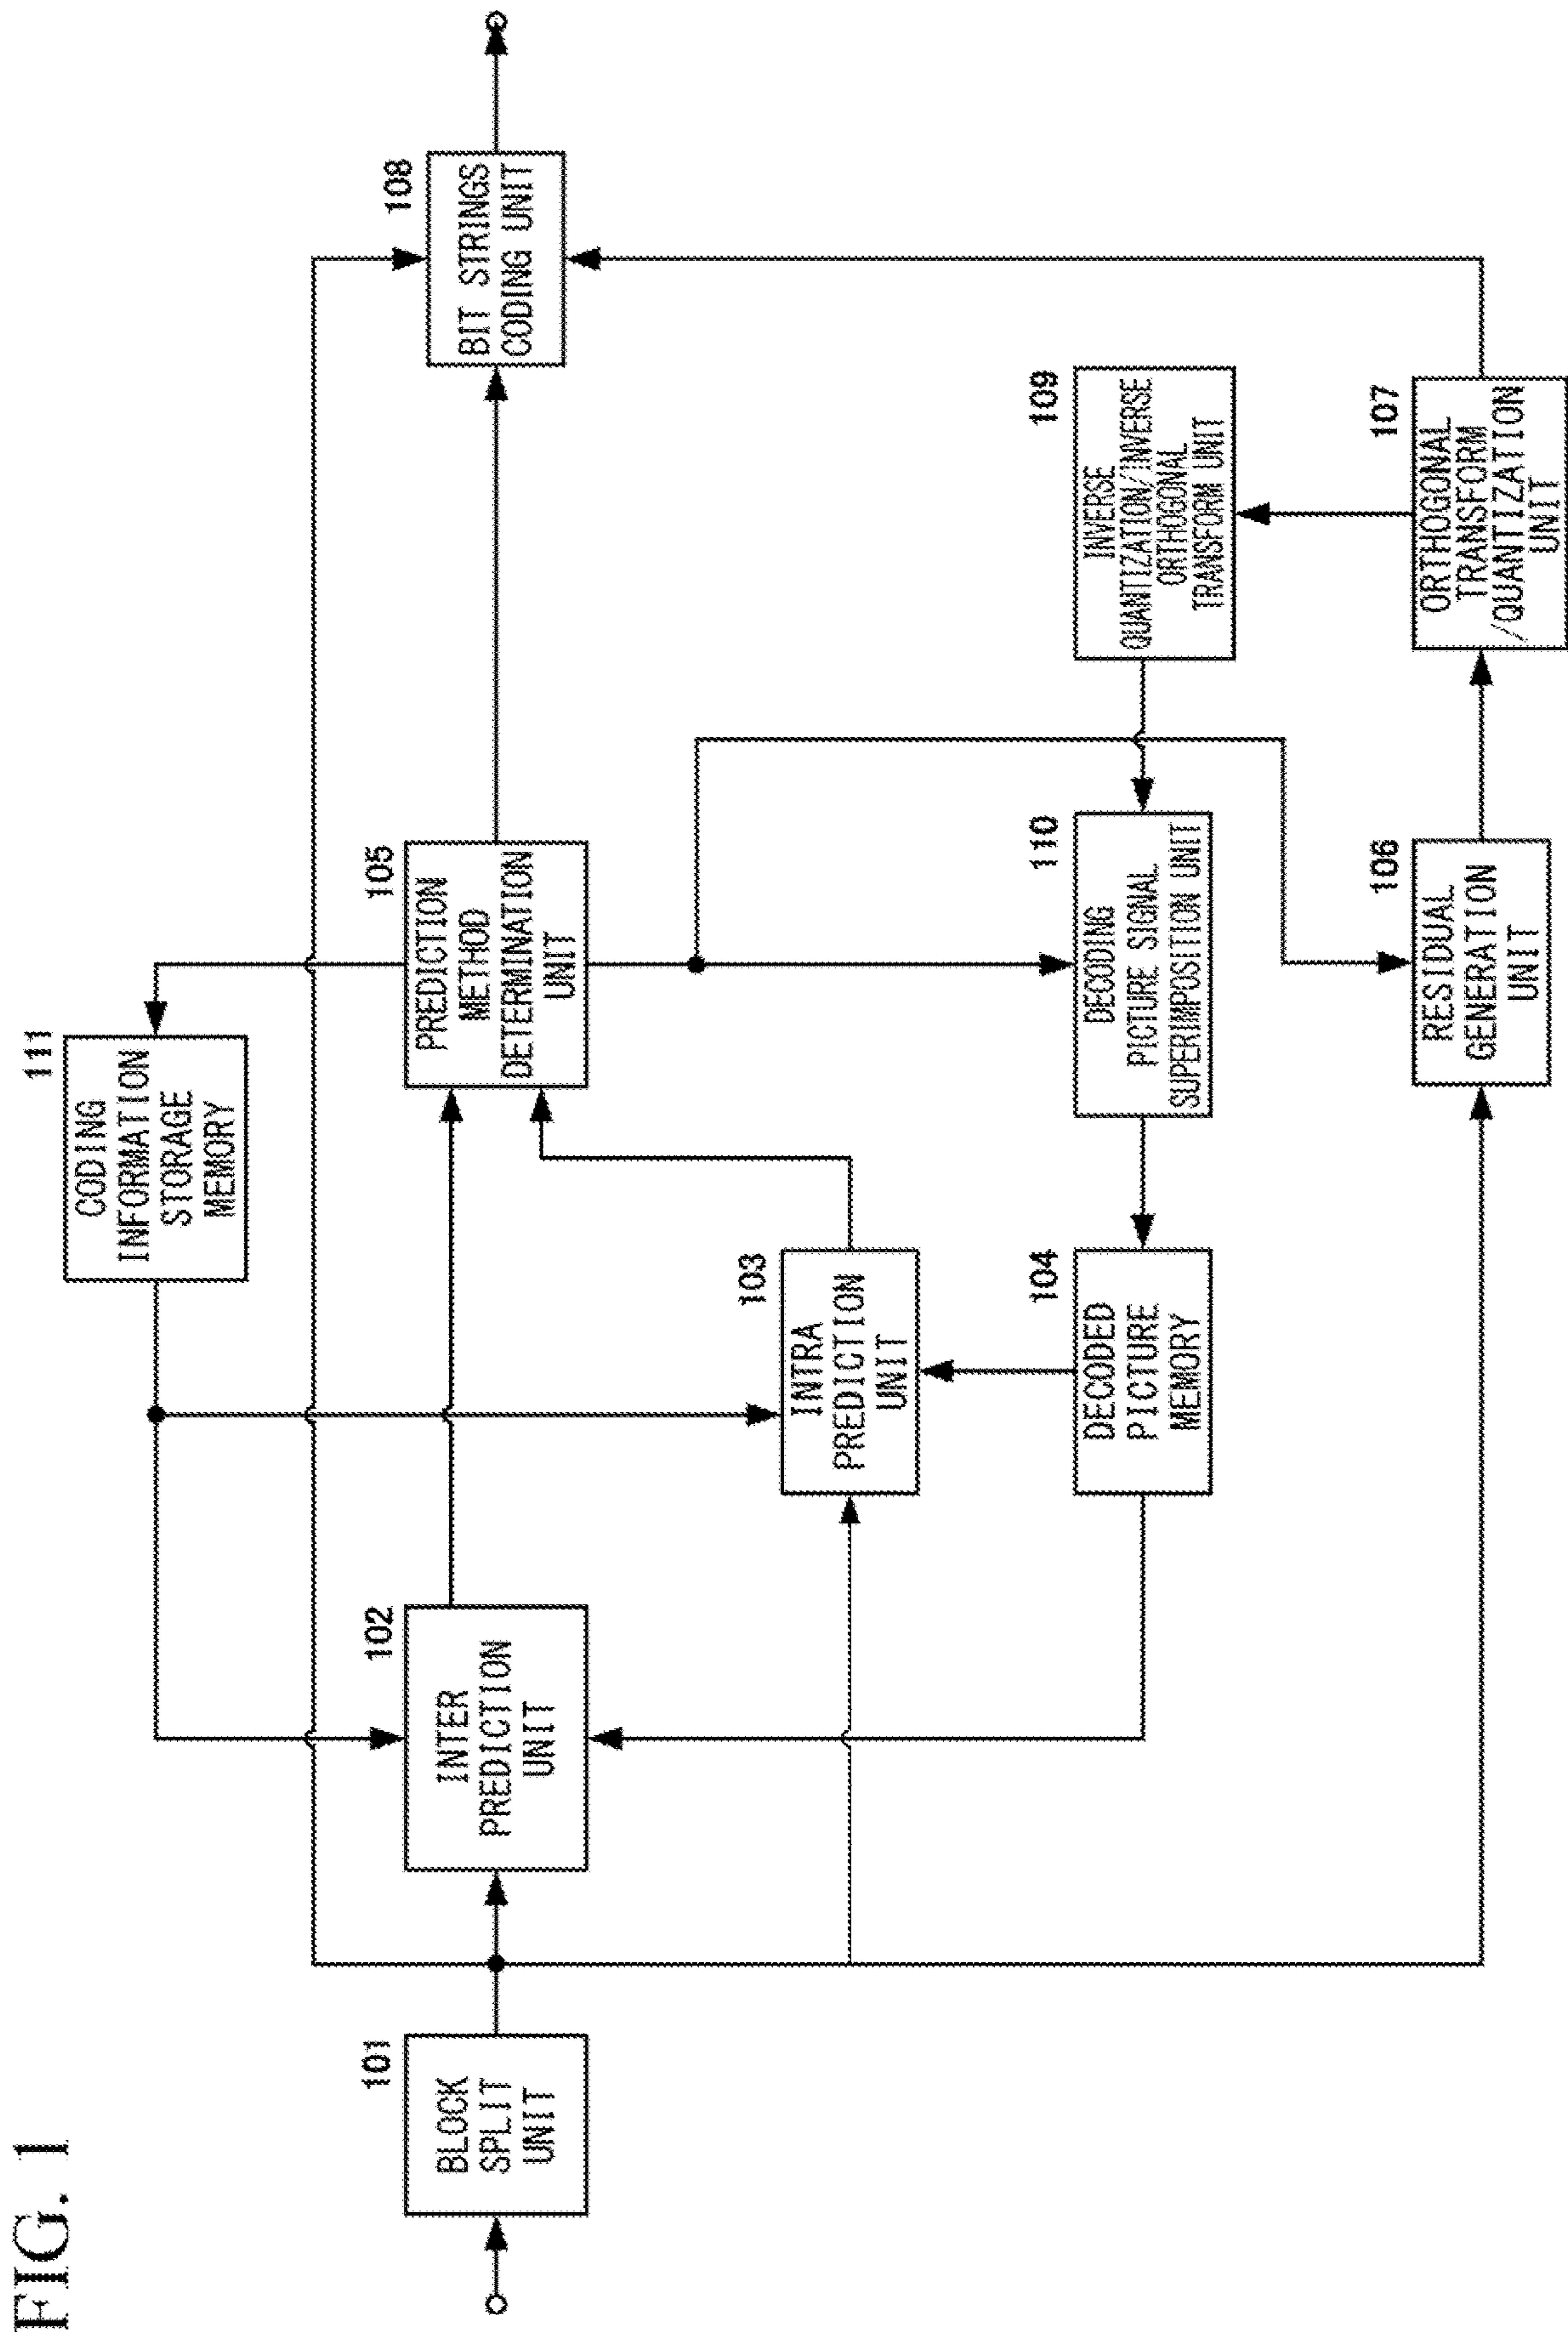 FIG. 1
111
CODING
INFORMATION
STORAGE
MEMORY
101
BLOCK
SPLIT
UNIT
102
INTER
PREDICTION
UNIT
105
PREDICTION
METHOD
DETERMINATION
UNIT
108
BIT STRINGS
CODING UNIT
103
INTRA
PREDICTION
UNIT
104
DECODED
PICTURE
MEMORY
110
DECODING
PICTURE SIGNAL
SUPERIMPOSITION UNIT
109
INVERSE
QUANTIZATION/INVERSE
ORTHOGONAL
TRANSFORM UNIT
106
RESIDUAL
GENERATION
UNIT
107
ORTHOGONAL
TRANSFORM
/QUANTIZATION
UNIT